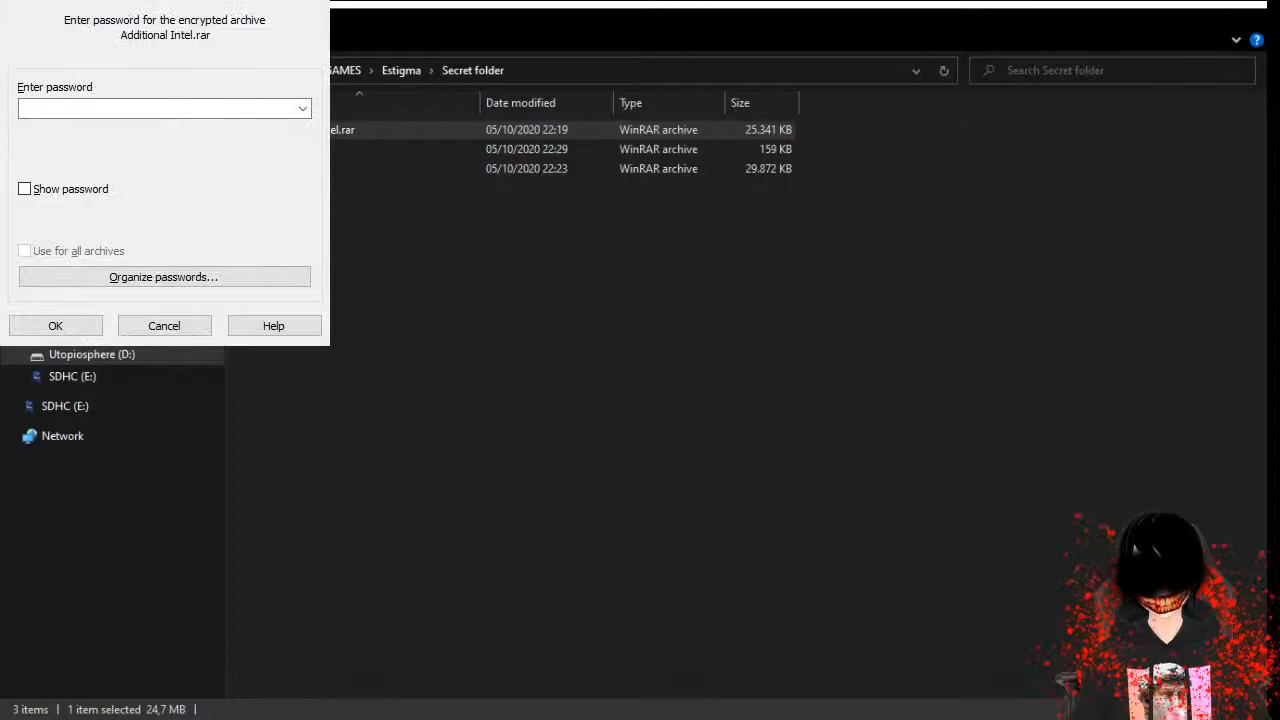 Enter password for the encrypted archive
Additional Intel.rar
Enter password
Show password
Use for all archives
Organize passwords...
OK
Cancel
Help
GAMES > Estigma > Secret folder
Search Secret folder
Date modified
Type
Size
el.rar
05/10/2020 22:19
WinRAR archive
25.341 KB
05/10/2020 22:29
WinRAR archive
159 KB
05/10/2020 22:23
WinRAR archive
29.872 KB
Utopiosphere (D:)
SDHC (E:)
SDHC (E:)
Network
3 items
1 item selected 24,7 MB